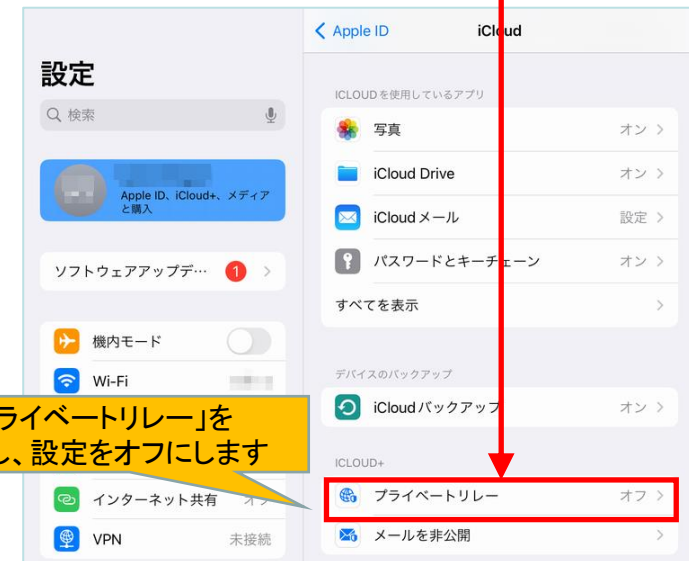 設定
検索
Apple ID、iCloud+、メディア
と購入
ソフトウェアアップデ… 1
機内モード
Wi-Fi
ライベートリレー」を
し、設定をオフにします
インターネット共有
VPN 未接続
Apple ID iCloud
ICLOUDを使用しているアプリ
写真 オン
iCloud Drive オン
iCloudメール 設定
パスワードとキーチェーン オン
すべてを表示
デバイスのバックアップ
iCloudバックアップ オン
ICLOUD+
プライベートリレー オフ
メールを非公開